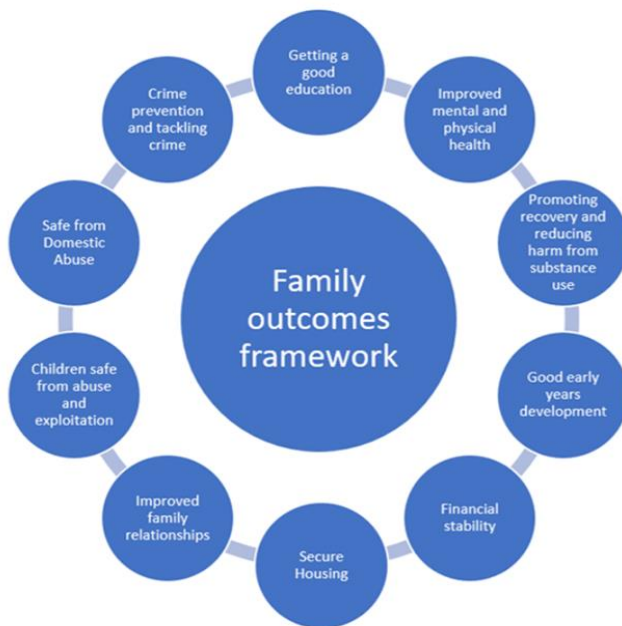 Getting a
good
education
Improved
mental and
physical
health
Promoting
recovery and
reducing
harm from
substance
use
Good early
years
development
Financial
stability
Secure
Housing
Improved
family
relationships
Children safe
from abuse
and
exploitation
Safe from
Domestic
Abuse
Crime
prevention
and tackling
crime
Family
outcomes
framework